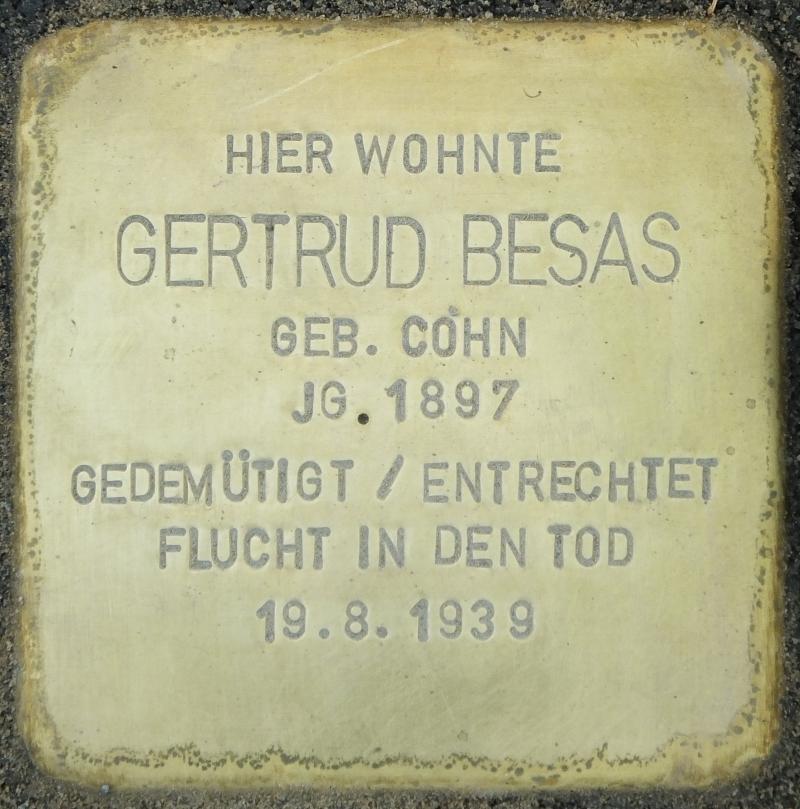 HIER WOHNTE
GERTRUD BESAS
GEB. COHN
JG. 1897
GEDEMÜTIGT / ENTRECHTET
FLUCHT IN DEN TOD
19.8.1939